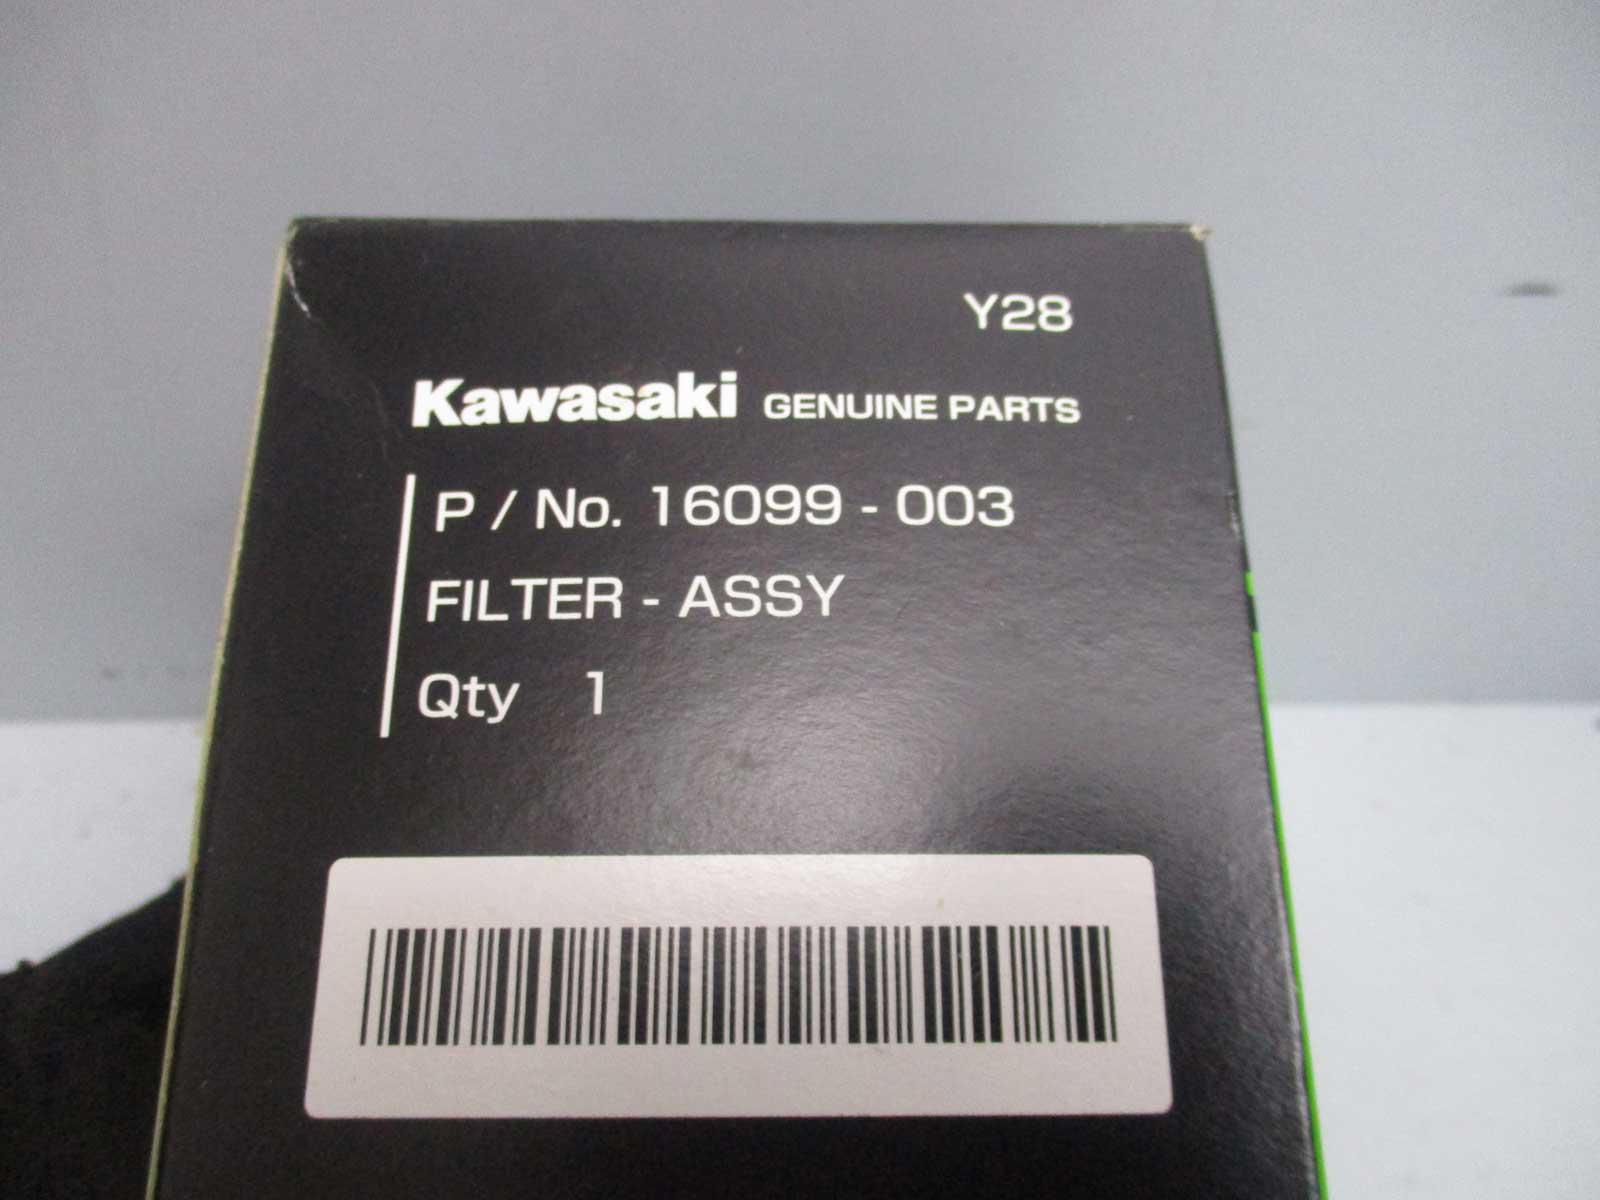 Y28
Kawasaki GENUINE PARTS
P / No. 16099 - 003
FILTER - ASSY
Qty 1